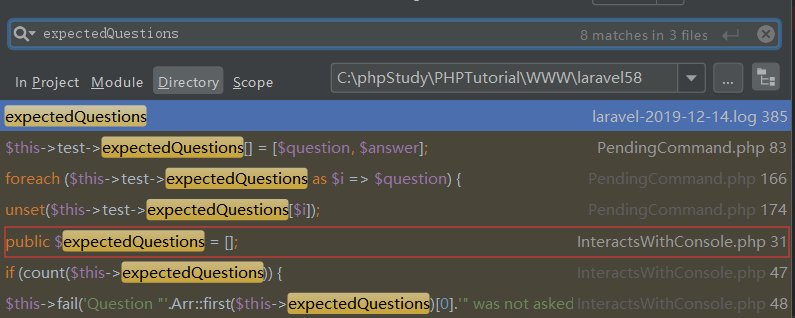 expectedQuestions 8 matches in 3 files
In Project Module Directory Scope C:\phpStudy\PHPTutorial\WWW\laravel58 ...
expectedQuestions laravel-2019-12-14.log 385
$this->test->expectedQuestions[] = [$question, $answer]; PendingCommand.php 83
foreach ($this->test->expectedQuestions as $i => $question) { PendingCommand.php 166
unset($this->test->expectedQuestions[$i]); PendingCommand.php 174
public $expectedQuestions = []; InteractsWithConsole.php 31
if (count($this->expectedQuestions)) { InteractsWithConsole.php 47
$this->fail('Question "'.Arr::first($this->expectedQuestions)[0].'" was not asked InteractsWithConsole.php 48